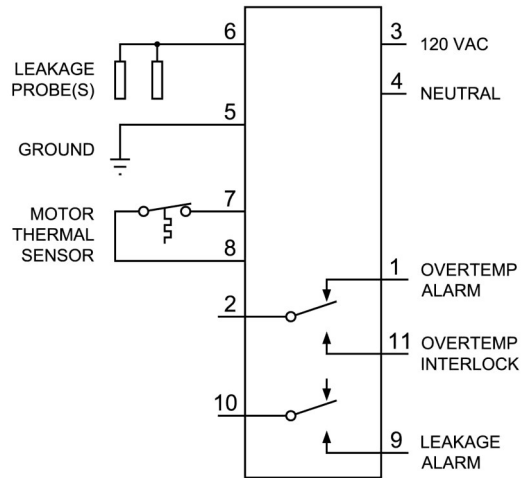 6
3
120 VAC
LEAKAGE
PROBE(S)
4
NEUTRAL
5
GROUND
7
MOTOR
THERMAL
SENSOR
8
1
OVERTEMP
ALARM
2
11
OVERTEMP
INTERLOCK
10
9
LEAKAGE
ALARM